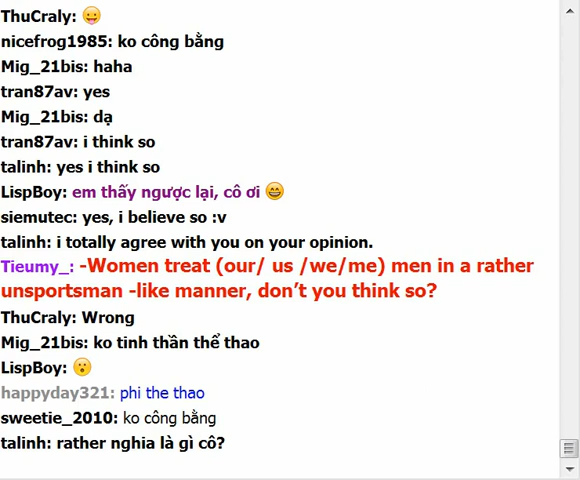 ThuCraly: 😛
nicefrog1985: ko công bằng
Mig_21bis: haha
tran87av: yes
Mig_21bis: dạ
tran87av: i think so
talinh: yes i think so
LispBoy: em thấy ngược lại, cô ơi 😄
siemutec: yes, i believe so :v
talinh: i totally agree with you on your opinion.
Tieumy_: -Women treat (our/ us /we/me) men in a rather
unsportsman -like manner, don’t you think so?
ThuCraly: Wrong
Mig_21bis: ko tinh thần thể thao
LispBoy: 😮
happyday321: phi the thao
sweetie_2010: ko công bằng
talinh: rather nghia là gì cô?